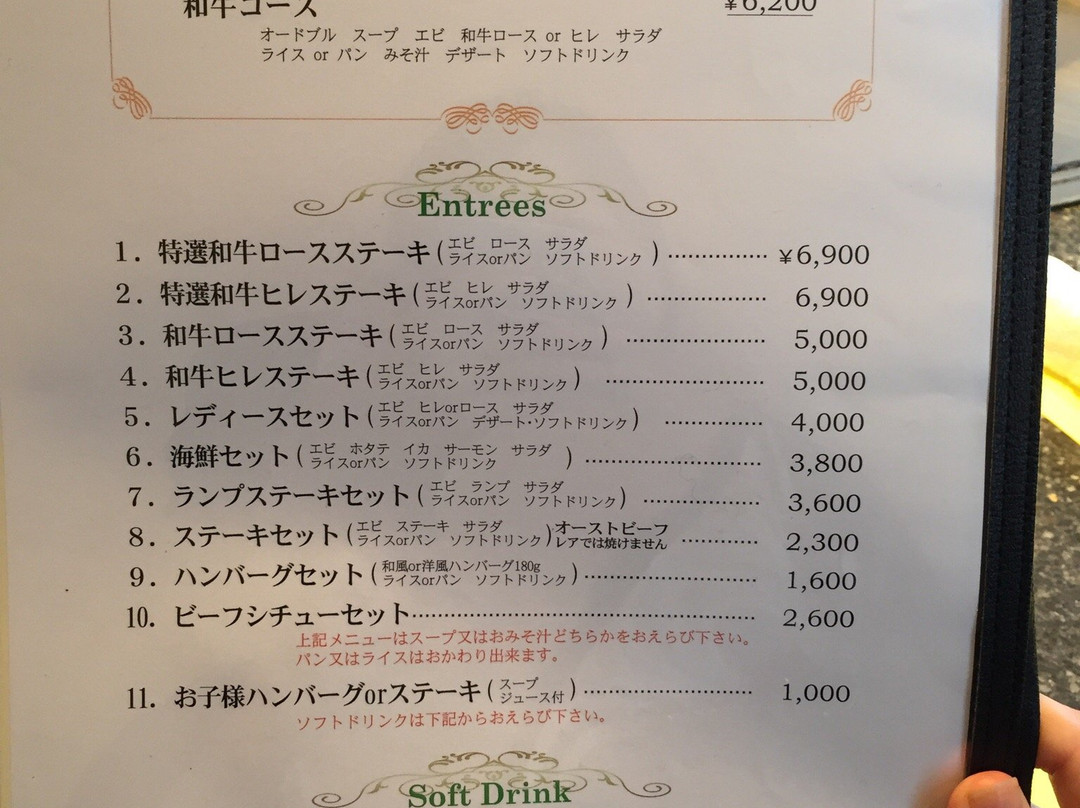 和牛コース ¥6,200
オードブル スープ エビ 和牛ロース or ヒレ サラダ
ライス or パン みそ汁 デザート ソフトドリンク
Entrées
1. 特選和牛ロースステーキ(エビ ロース サラダ
ライスorパン ソフトドリンク)……………¥6,900
2. 特選和牛ヒレステーキ(エビ ヒレ サラダ
ライスorパン ソフトドリンク)……………6,900
3. 和牛ロースステーキ(エビ ロース サラダ
ライスorパン ソフトドリンク)……………5,000
4. 和牛ヒレステーキ(エビ ヒレ サラダ
ライスorパン ソフトドリンク)……………5,000
5. レディースセット(エビ ヒレorロース サラダ
ライスorパン デザート・ソフトドリンク)……………4,000
6. 海鮮セット(エビ ホタテ イカ サーモン サラダ
ライスorパン ソフトドリンク)……………3,800
7. ランプステーキセット(エビ ランプ サラダ
ライスorパン ソフトドリンク)……………3,600
8. ステーキセット(エビ ステーキ サラダ
ライスorパン ソフトドリンク)オーストビーフ
レアでは焼けません…………2,300
9. ハンバーグセット(和風or洋風ハンバーグ180g
ライスorパン ソフトドリンク)……………1,600
10. ビーフシチューセット……………2,600
上記メニューはスープ又はおみそ汁どちらかをおえらび下さい。
パン又はライスはおかわり出来ます。
11. お子様ハンバーグorステーキ(スープ
ジュース付)……………1,000
ソフトドリンクは下記からおえらび下さい。
Soft Drink